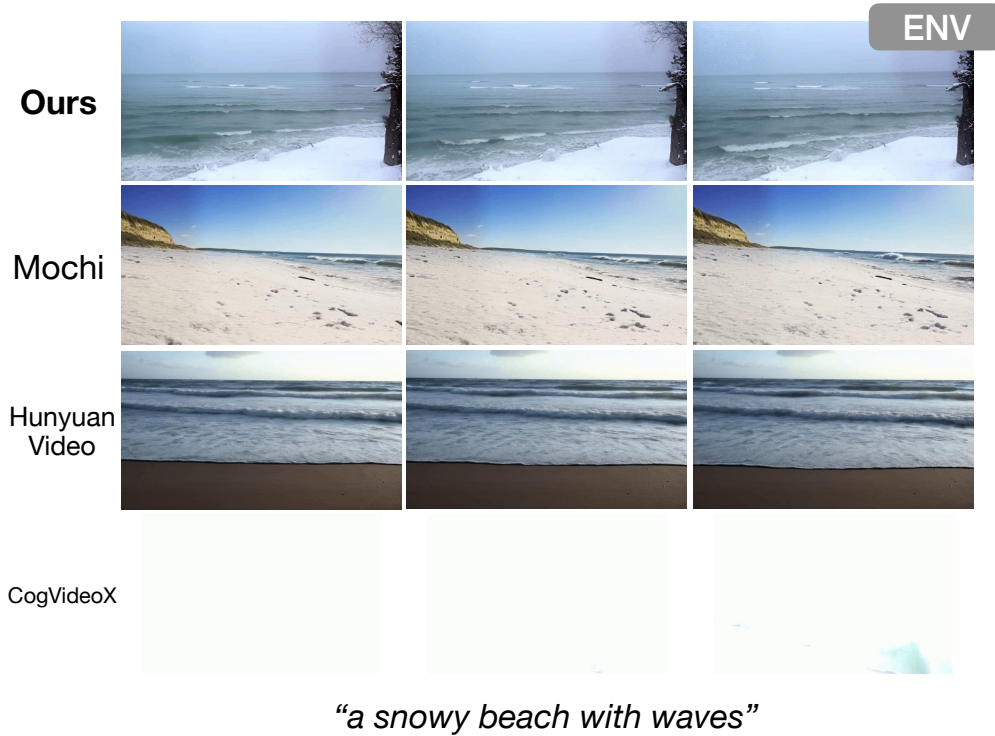 ENV
Ours
Mochi
Hunyuan
Video
CogVideoX
“a snowy beach with waves”